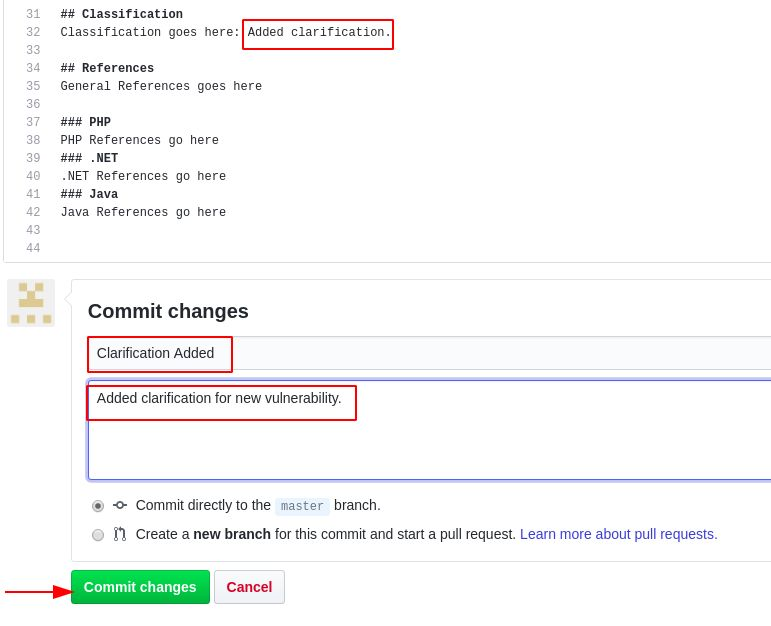 31 ## Classification
32 Classification goes here: Added clarification.
33
34 ## References
35 General References goes here
36
37 ### PHP
38 PHP References go here
39 ### .NET
40 .NET References go here
41 ### Java
42 Java References go here
43
44
Commit changes
Clarification Added
Added clarification for new vulnerability.
Commit directly to the master branch.
Create a new branch for this commit and start a pull request. Learn more about pull requests.
Commit changes Cancel